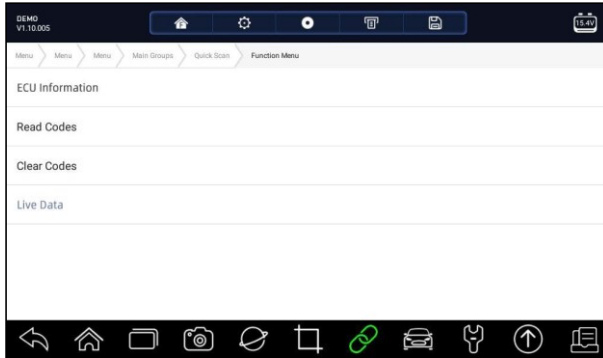 DEMO
V1.10.005
15.4V
Menu Menu Menu Main Groups Quick Scan Function Menu
ECU Information
Read Codes
Clear Codes
Live Data